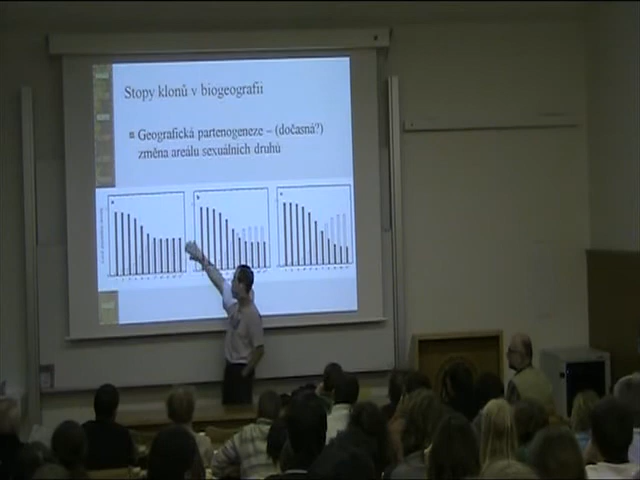 Stopy klonů v biogeografii
Geografická partenogeneze – (dočasná?)
změna areálu sexuálních druhů